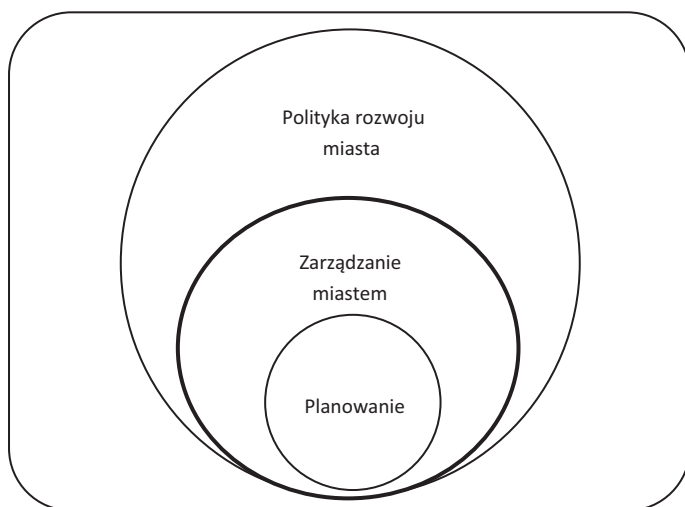 Polityka rozwoju
miasta
Zarządzanie
miastem
Planowanie